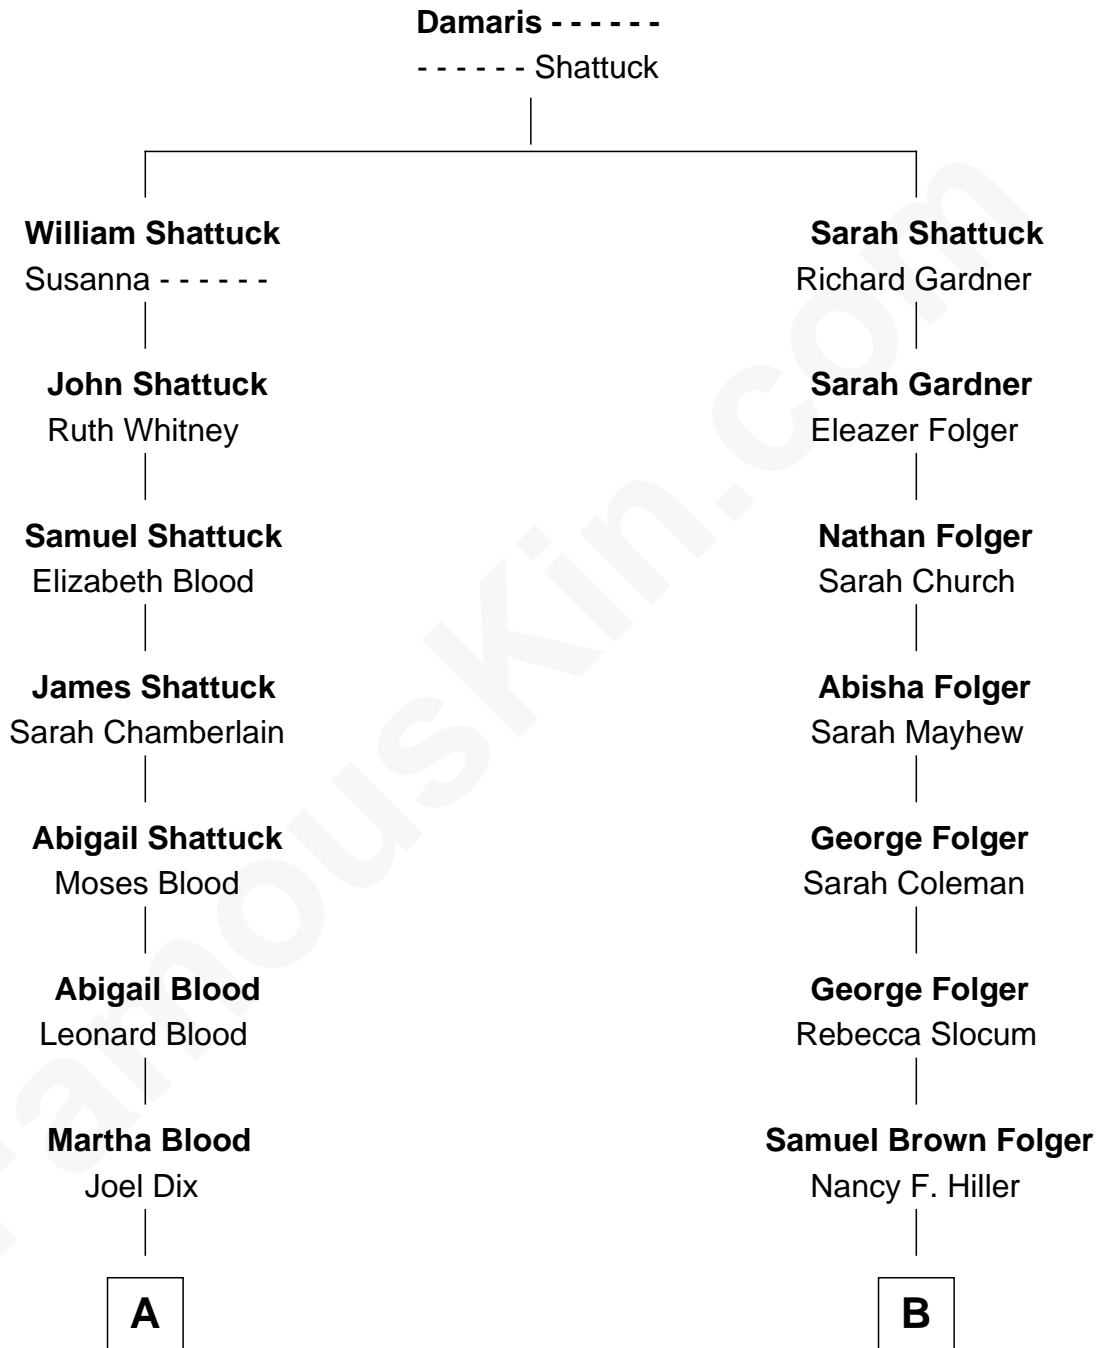 Damaris - - - - - -
- - - - - - Shattuck
William Shattuck
Susanna - - - - - -
Sarah Shattuck
Richard Gardner
John Shattuck
Ruth Whitney
Sarah Gardner
Eleazer Folger
Samuel Shattuck
Elizabeth Blood
Nathan Folger
Sarah Church
James Shattuck
Sarah Chamberlain
Abisha Folger
Sarah Mayhew
Abigail Shattuck
Moses Blood
George Folger
Sarah Coleman
Abigail Blood
Leonard Blood
George Folger
Rebecca Slocum
Martha Blood
Joel Dix
Samuel Brown Folger
Nancy F. Hiller
A
B
FamousKin.com